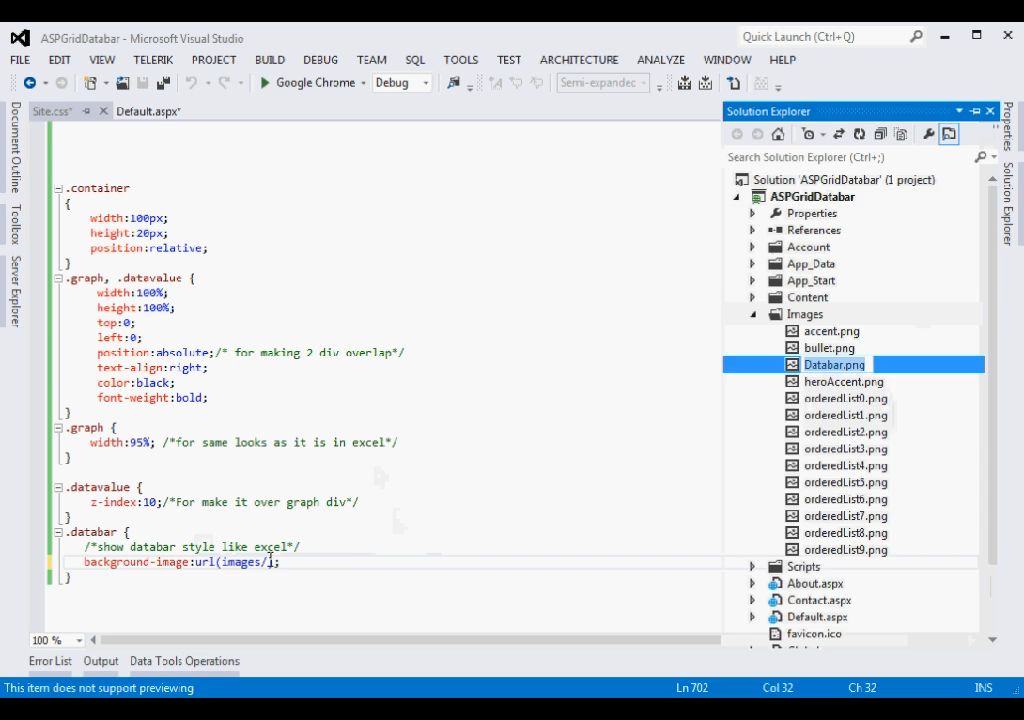 ASPGridDatabar - Microsoft Visual Studio
Quick Launch (Ctrl+Q)
FILE EDIT VIEW TELERIK PROJECT BUILD DEBUG TEAM SQL TOOLS TEST ARCHITECTURE ANALYZE WINDOW HELP
Google Chrome Debug Semi-expanded
Site.css* Default.aspx*
Document Outline
Toolbox
Server Explorer
.container
{
width:100px;
height:20px;
position:relative;
}
.graph, .datavalue {
width:100%;
height:100%;
top:0;
left:0;
position:absolute;/* for making 2 div overlap*/
text-align:right;
color:black;
font-weight:bold;
}
.graph {
width:95%; /*for same looks as it is in excel*/
}
.datavalue {
z-index:10;/*For make it over graph div*/
}
.databar {
/*show databar style like excel*/
background-image:url(images/);
}
100 %
Solution Explorer
Search Solution Explorer (Ctrl+;)
Solution 'ASPGridDatabar' (1 project)
ASPGridDatabar
Properties
References
Account
App_Data
App_Start
Content
Images
accent.png
bullet.png
Databar.png
heroAccent.png
orderedList0.png
orderedList1.png
orderedList2.png
orderedList3.png
orderedList4.png
orderedList5.png
orderedList6.png
orderedList7.png
orderedList8.png
orderedList9.png
Scripts
About.aspx
Contact.aspx
Default.aspx
favicon.ico
Properties
Solution Explorer
Error List Output Data Tools Operations
This item does not support previewing
Ln 702 Col 32 Ch 32 INS